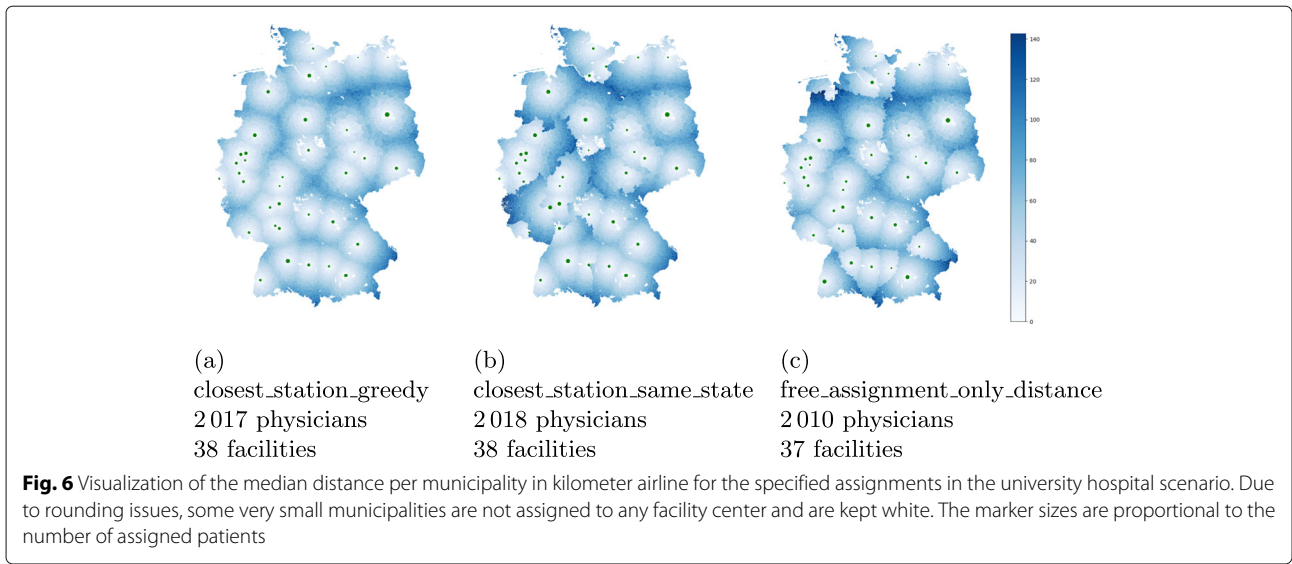 140
120
100
80
60
40
20
0
(a)
closest_station_greedy
2 017 physicians
38 facilities
(b)
closest_station_same_state
2 018 physicians
38 facilities
(c)
free_assignment_only_distance
2 010 physicians
37 facilities
Fig. 6 Visualization of the median distance per municipality in kilometer airline for the specified assignments in the university hospital scenario. Due
to rounding issues, some very small municipalities are not assigned to any facility center and are kept white. The marker sizes are proportional to the
number of assigned patients